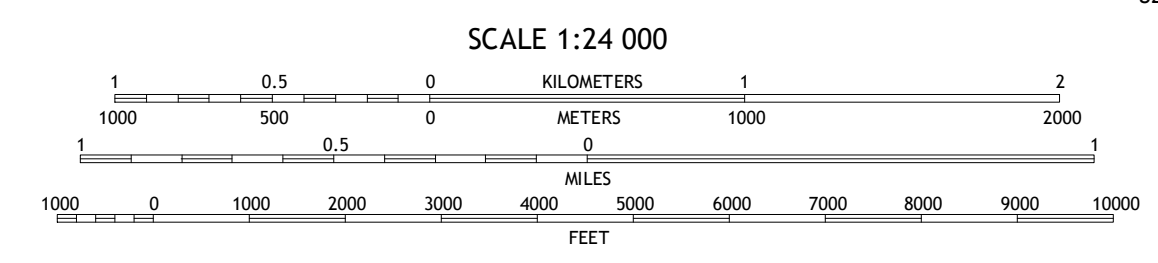 SCALE 1:24 000
1 0.5 0 KILOMETERS 1 2
1000 500 0 METERS 1000 2000
1 0.5 0 1
MILES
1000 0 1000 2000 3000 4000 5000 6000 7000 8000 9000 10000
FEET